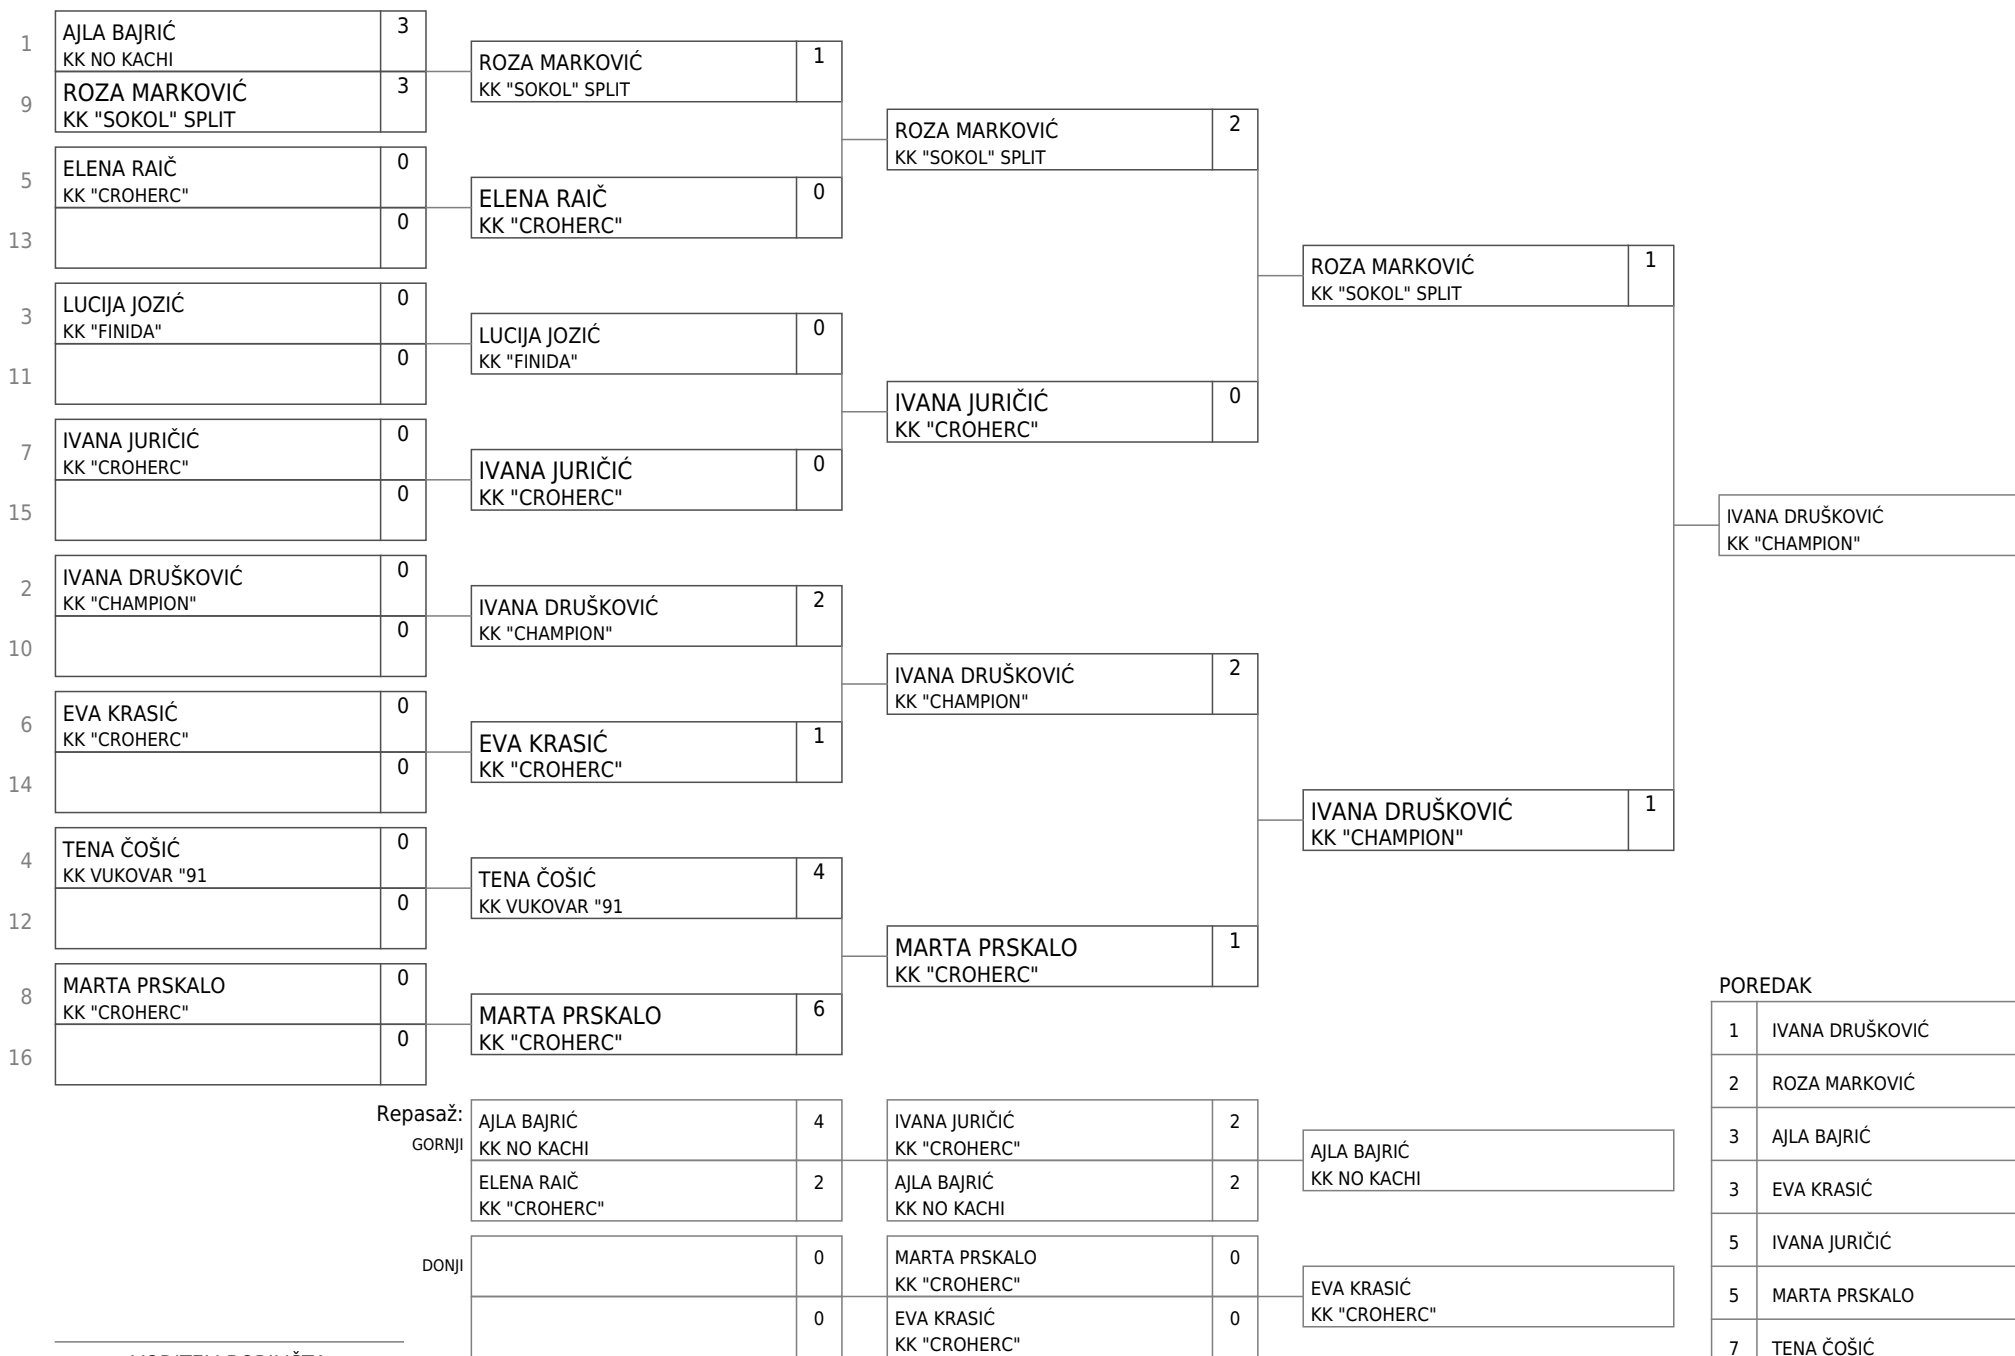 1
AJLA BAJRIĆ
KK NO KACHI
3
9
ROZA MARKOVIĆ
KK "SOKOL" SPLIT
3
5
ELENA RAIČ
KK "CROHERC"
0
13
0
3
LUCIJA JOZIĆ
KK "FINIDA"
0
11
0
7
IVANA JURIČIĆ
KK "CROHERC"
0
15
0
2
IVANA DRUŠKOVIĆ
KK "CHAMPION"
0
10
0
6
EVA KRASIĆ
KK "CROHERC"
0
14
0
4
TENA ČOŠIĆ
KK VUKOVAR "91
0
12
0
8
MARTA PRSKALO
KK "CROHERC"
0
16
0
ROZA MARKOVIĆ
KK "SOKOL" SPLIT
1
ELENA RAIČ
KK "CROHERC"
0
LUCIJA JOZIĆ
KK "FINIDA"
0
IVANA JURIČIĆ
KK "CROHERC"
0
IVANA DRUŠKOVIĆ
KK "CHAMPION"
2
EVA KRASIĆ
KK "CROHERC"
1
TENA ČOŠIĆ
KK VUKOVAR "91
4
MARTA PRSKALO
KK "CROHERC"
6
ROZA MARKOVIĆ
KK "SOKOL" SPLIT
2
IVANA JURIČIĆ
KK "CROHERC"
0
IVANA DRUŠKOVIĆ
KK "CHAMPION"
2
MARTA PRSKALO
KK "CROHERC"
1
ROZA MARKOVIĆ
KK "SOKOL" SPLIT
1
IVANA DRUŠKOVIĆ
KK "CHAMPION"
1
IVANA DRUŠKOVIĆ
KK "CHAMPION"
Repasaž:
GORNJI
AJLA BAJRIĆ
KK NO KACHI
4
ELENA RAIČ
KK "CROHERC"
2
IVANA JURIČIĆ
KK "CROHERC"
2
AJLA BAJRIĆ
KK NO KACHI
2
AJLA BAJRIĆ
KK NO KACHI
DONJI
0
0
MARTA PRSKALO
KK "CROHERC"
0
EVA KRASIĆ
KK "CROHERC"
0
EVA KRASIĆ
KK "CROHERC"
POREDAK
1 IVANA DRUŠKOVIĆ
2 ROZA MARKOVIĆ
3 AJLA BAJRIĆ
3 EVA KRASIĆ
5 IVANA JURIČIĆ
5 MARTA PRSKALO
7 TENA ČOŠIĆ